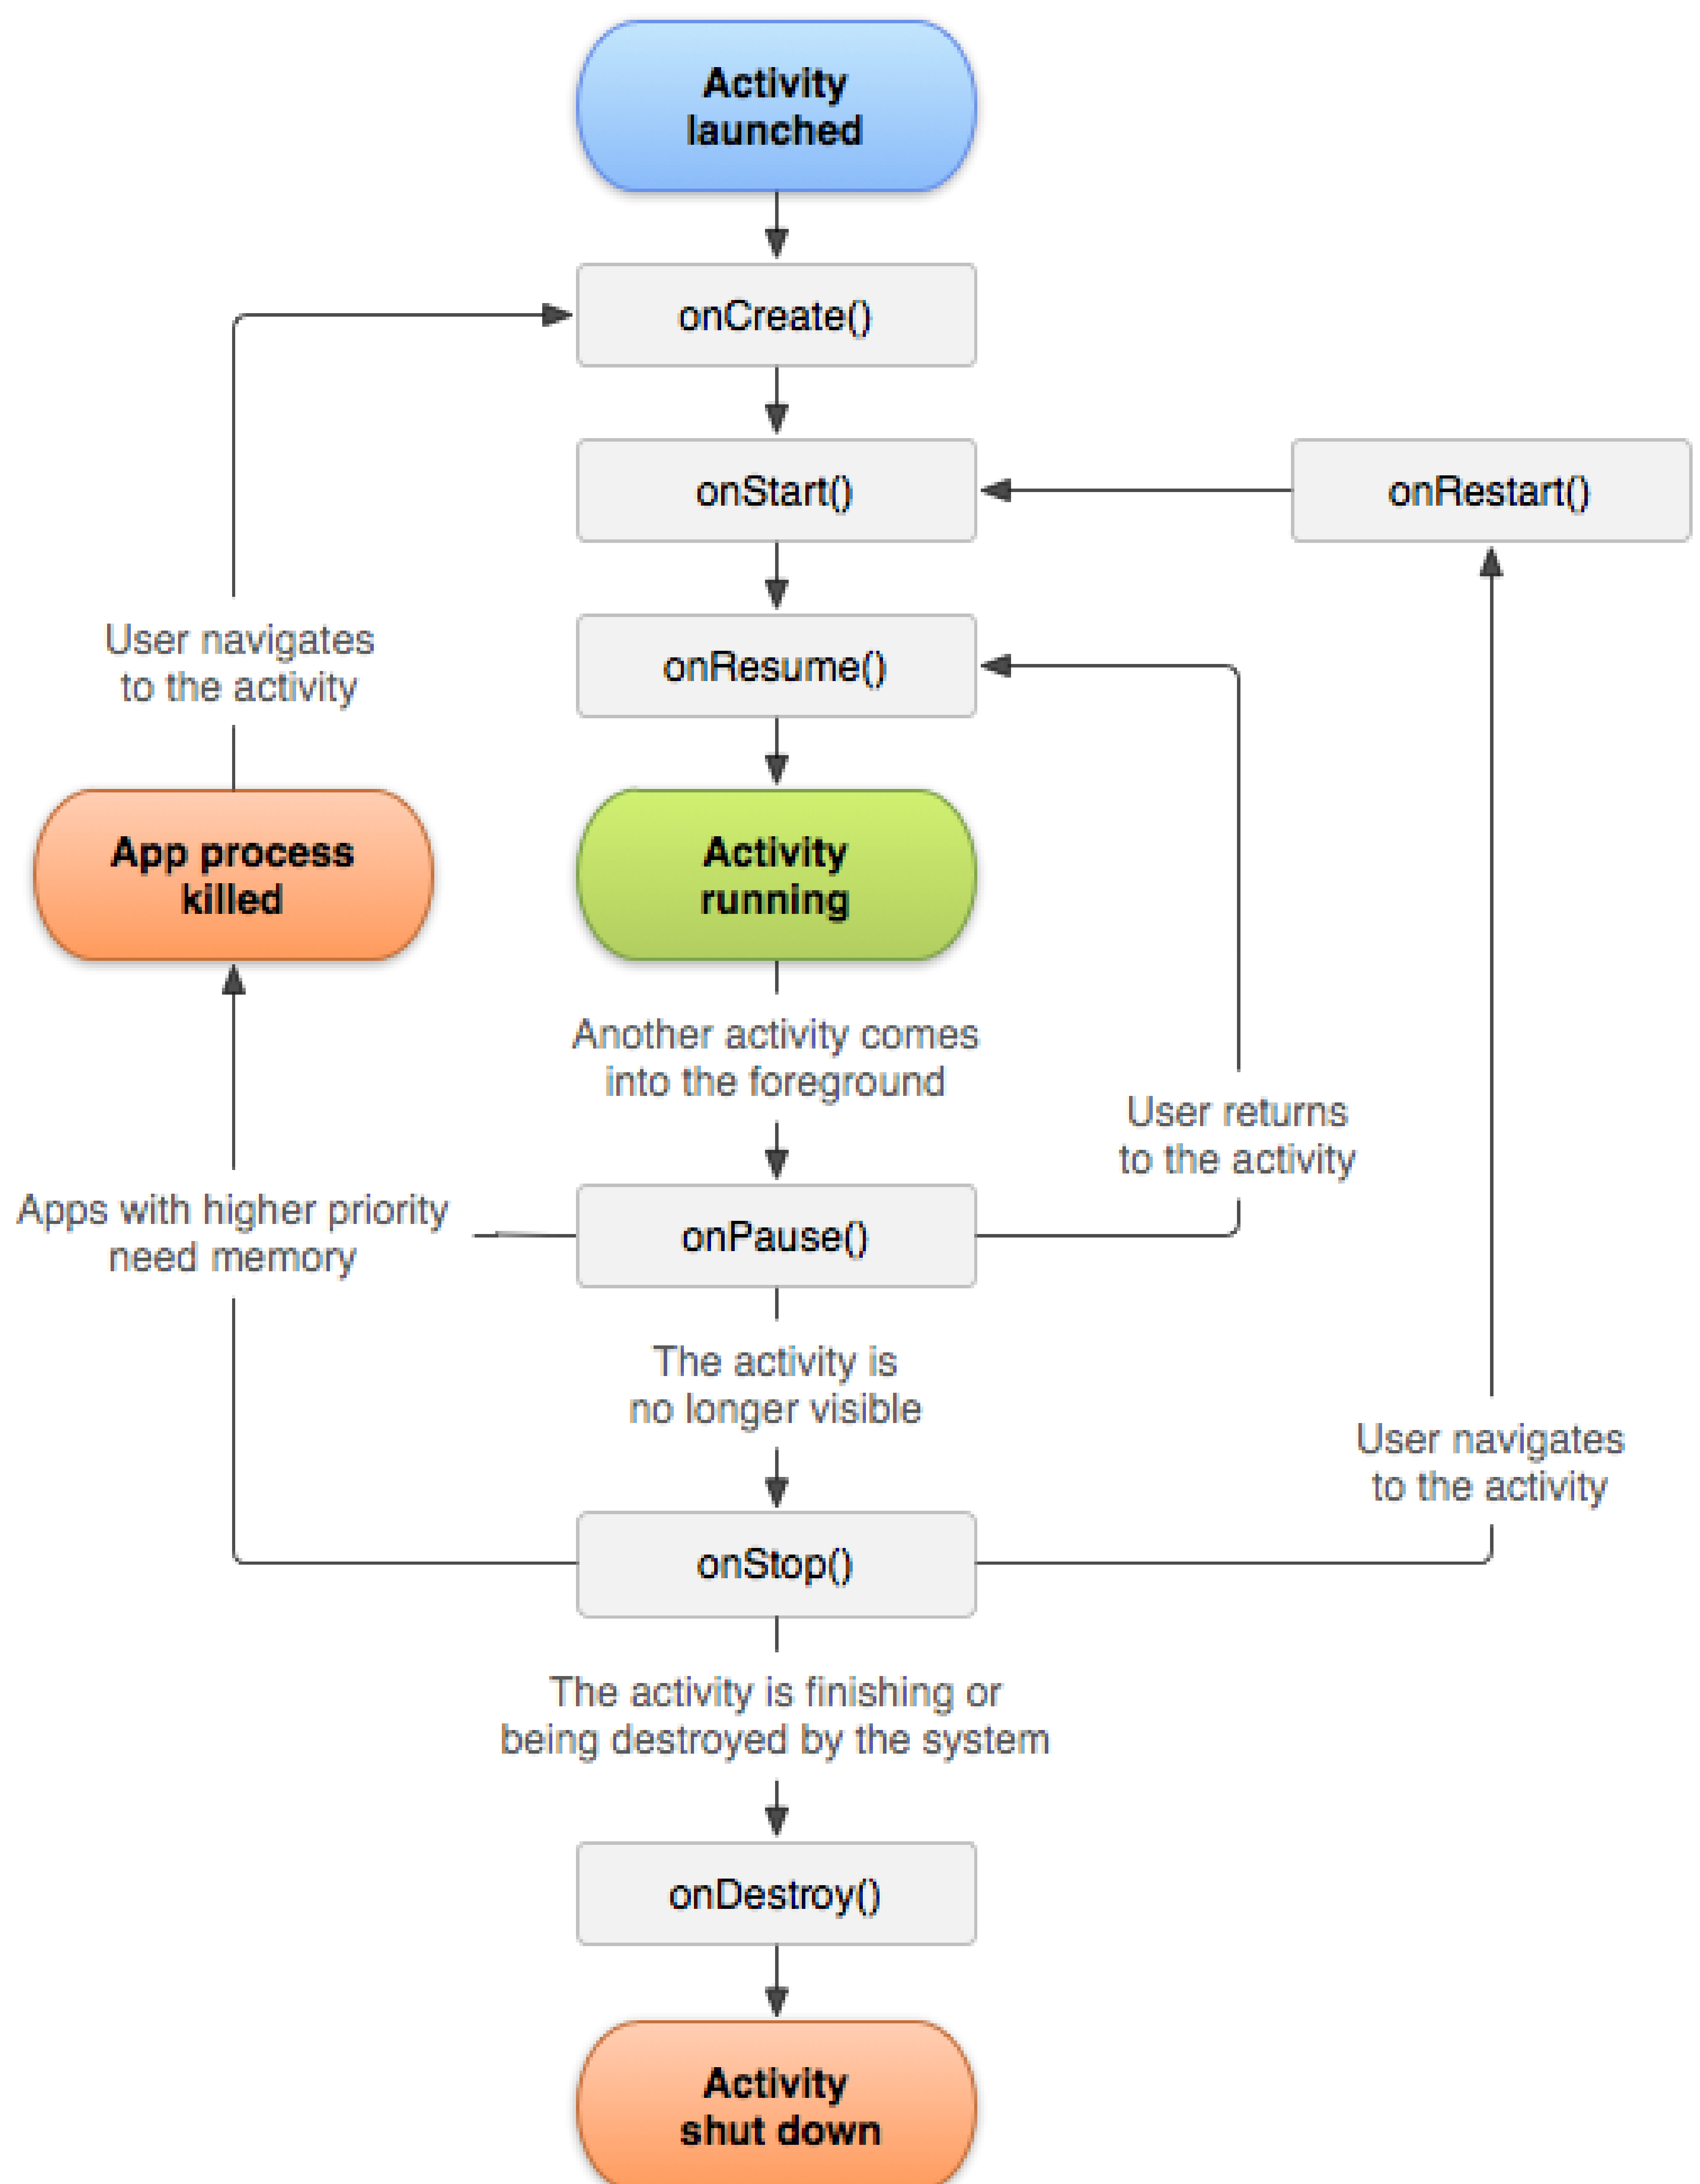 Activity
launched
onCreate()
onStart()
onRestart()
onResume()
User navigates
to the activity
App process
killed
Activity
running
Another activity comes
into the foreground
User returns
to the activity
Apps with higher priority
need memory
onPause()
The activity is
no longer visible
User navigates
to the activity
onStop()
The activity is finishing or
being destroyed by the system
onDestroy()
Activity
shut down